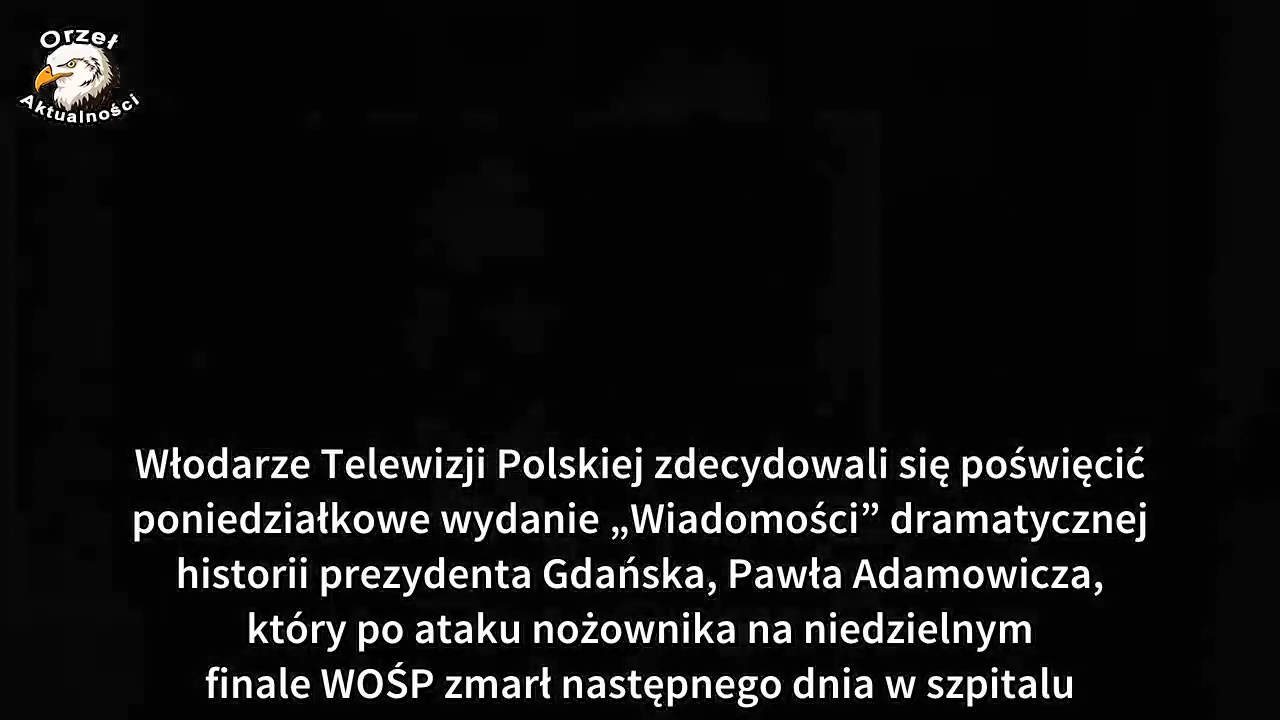 Orzeł
Aktualności
Włodarze Telewizji Polskiej zdecydowali się poświęcić
poniedziałkowe wydanie „Wiadomości” dramatycznej
historii prezydenta Gdańska, Pawła Adamowicza,
który po ataku nożownika na niedzielnym
finale WOŚP zmarł następnego dnia w szpitalu